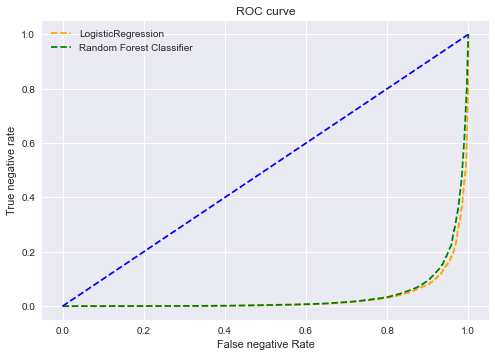 ROC curve
LogisticRegression
Random Forest Classifier
True negative rate
1.0
0.8
0.6
0.4
0.2
0.0
0.0 0.2 0.4 0.6 0.8 1.0
False negative Rate